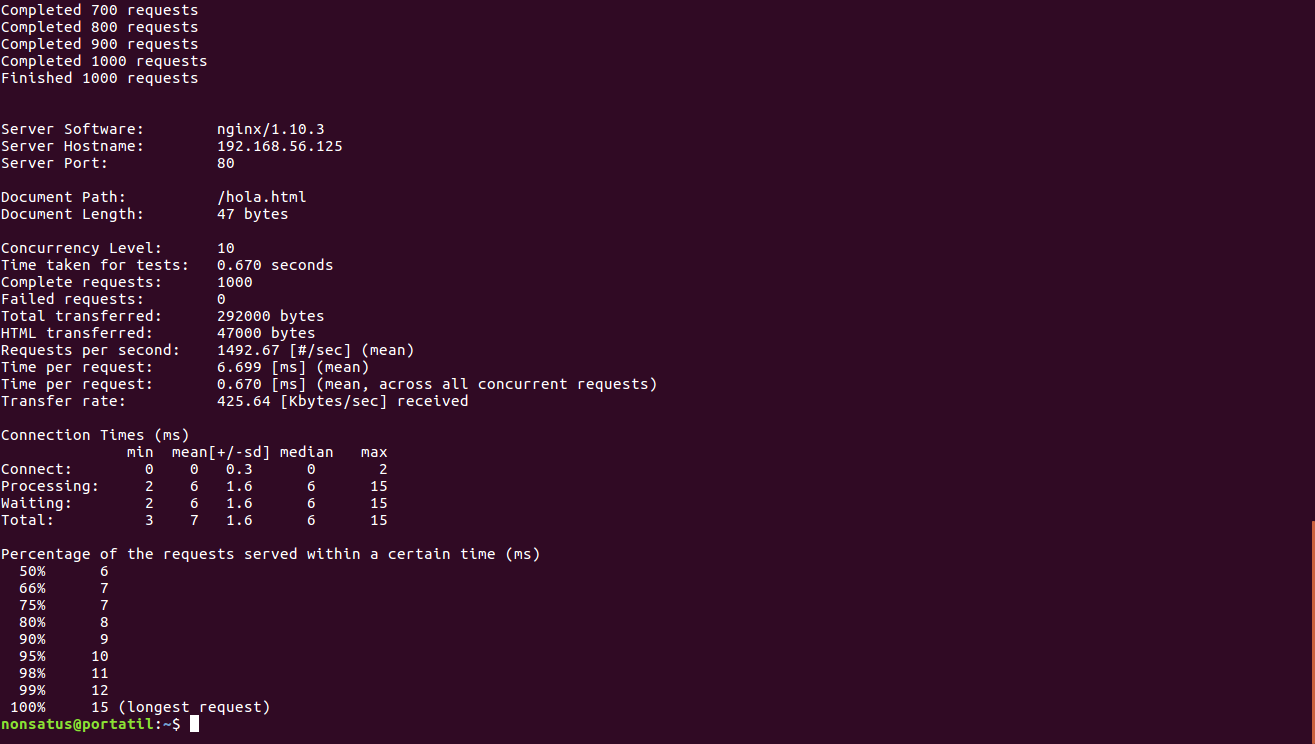 Completed 700 requests
Completed 800 requests
Completed 900 requests
Completed 1000 requests
Finished 1000 requests


Server Software:        nginx/1.10.3
Server Hostname:        192.168.56.125
Server Port:            80

Document Path:          /hola.html
Document Length:        47 bytes

Concurrency Level:      10
Time taken for tests:   0.670 seconds
Complete requests:      1000
Failed requests:        0
Total transferred:      292000 bytes
HTML transferred:       47000 bytes
Requests per second:    1492.67 [#/sec] (mean)
Time per request:       6.699 [ms] (mean)
Time per request:       0.670 [ms] (mean, across all concurrent requests)
Transfer rate:          425.64 [Kbytes/sec] received

Connection Times (ms)
              min  mean[+/-sd] median   max
Connect:        0    0   0.3      0       2
Processing:     2    6   1.6      6      15
Waiting:        2    6   1.6      6      15
Total:          3    7   1.6      6      15

Percentage of the requests served within a certain time (ms)
  50%      6
  66%      7
  75%      7
  80%      8
  90%      9
  95%     10
  98%     11
  99%     12
 100%     15 (longest request)
nonsatus@portatil:~$